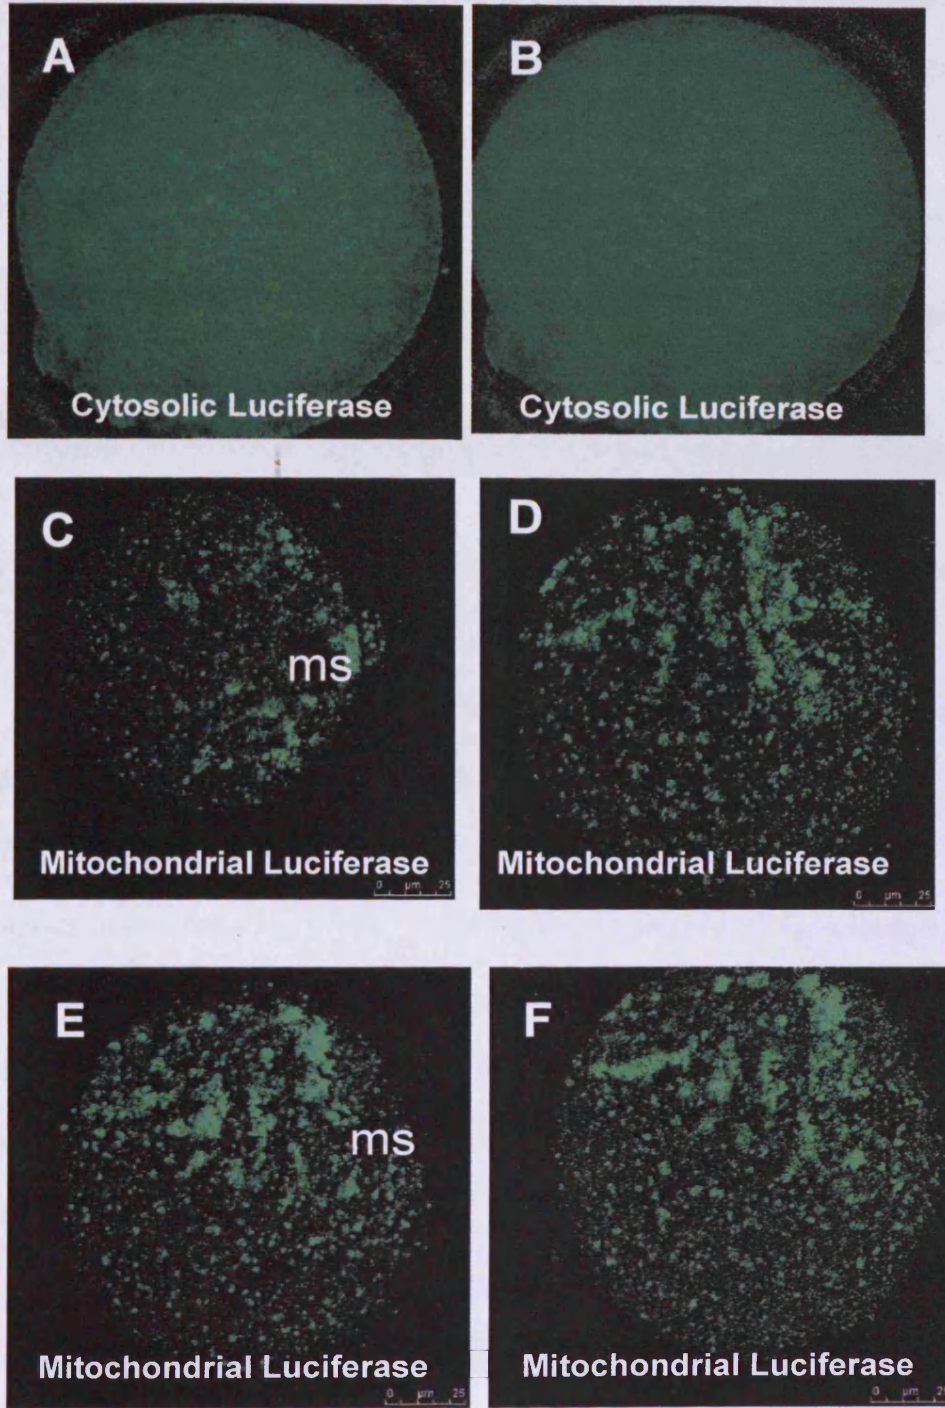 A
B
Cytosolic Luciferase
Cytosolic Luciferase
C
D
ms
Mitochondrial Luciferase
Mitochondrial Luciferase
0 µm 25
0 µm 25
E
F
ms
Mitochondrial Luciferase
Mitochondrial Luciferase
0 µm 25
0 µm 25